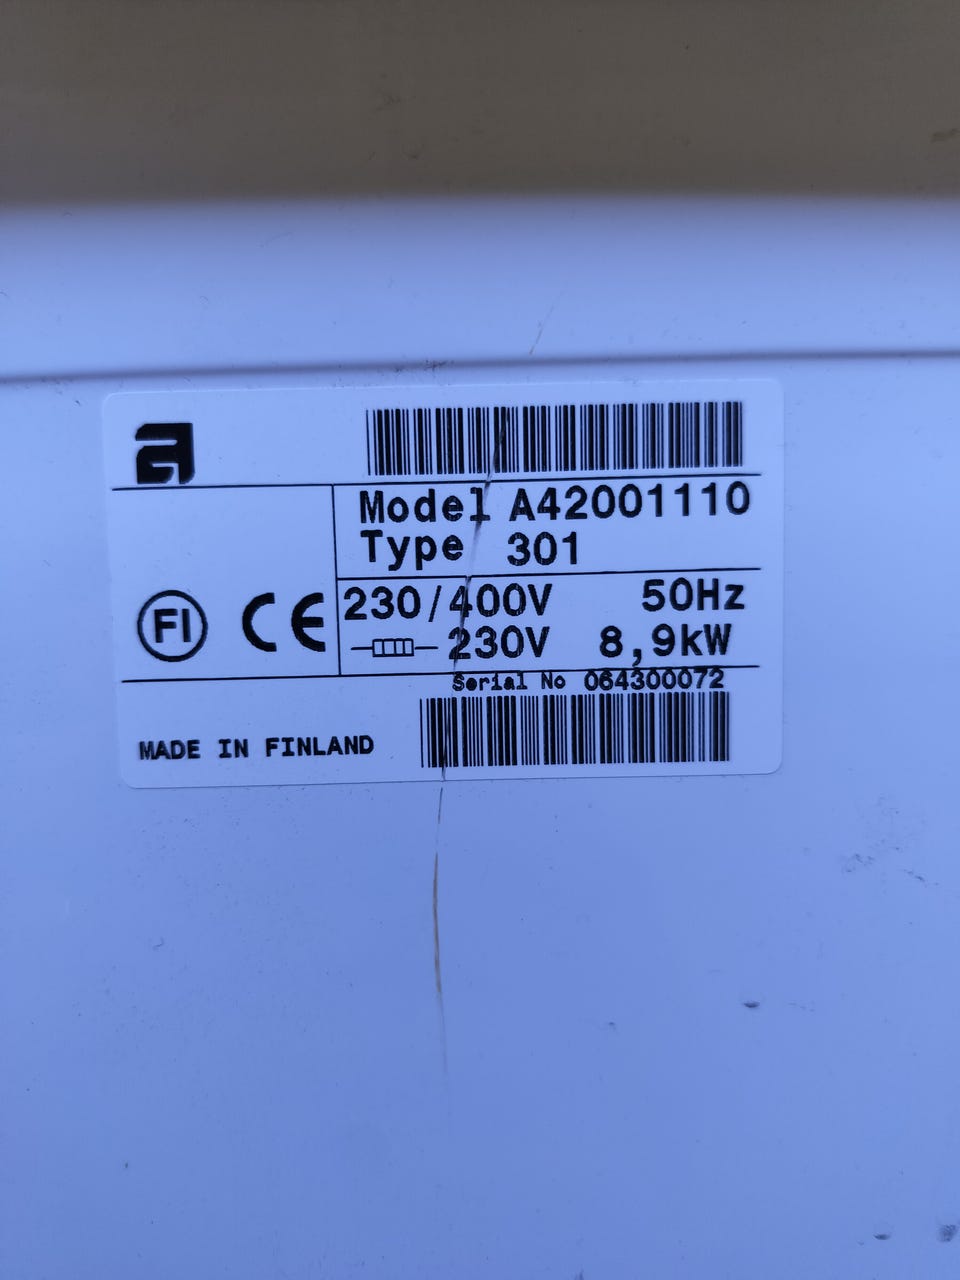 a
Model A42001110
Type 301
FI CE
230/400V 50Hz
230V 8,9kW
Serial No 064300072
MADE IN FINLAND